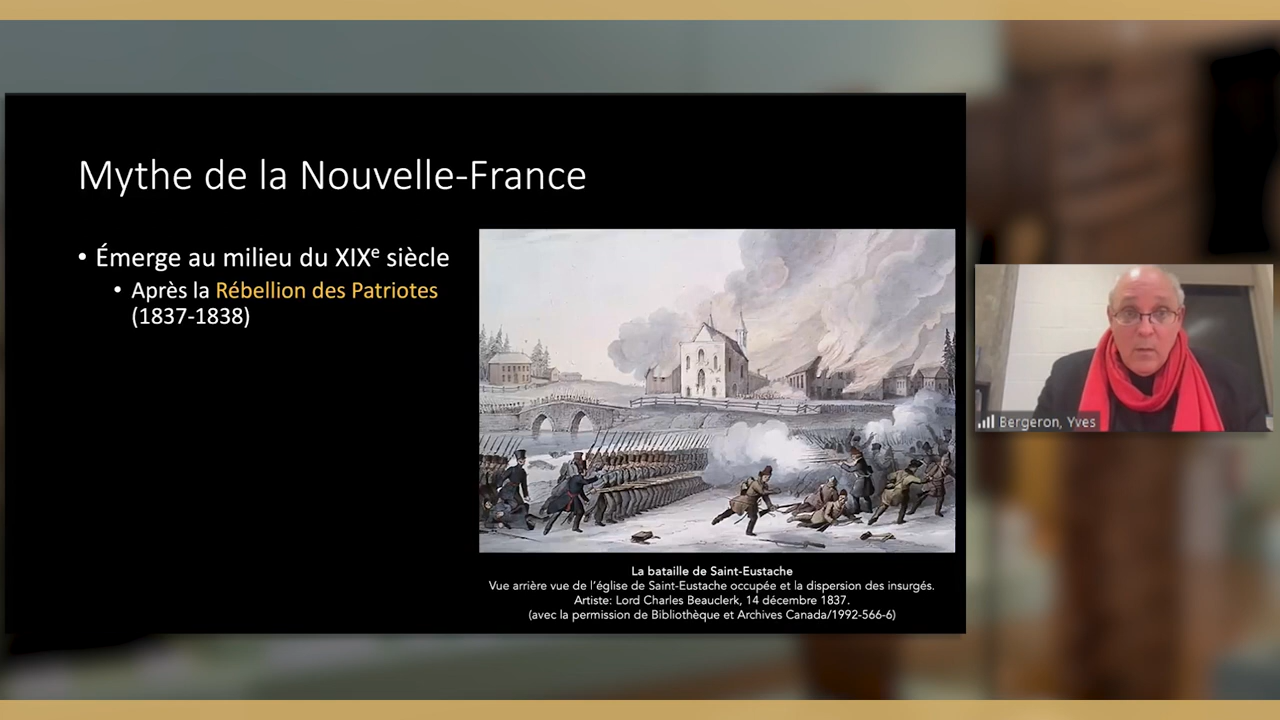 Mythe de la Nouvelle-France
• Émerge au milieu du XIXᵉ siècle
• Après la Rébellion des Patriotes
(1837-1838)
La bataille de Saint-Eustache
Vue arrière vue de l'église de Saint-Eustache occupée et la dispersion des insurgés.
Artiste: Lord Charles Beauclerk, 14 décembre 1837.
(avec la permission de Bibliothèque et Archives Canada/1992-566-6)
Bergeron, Yves